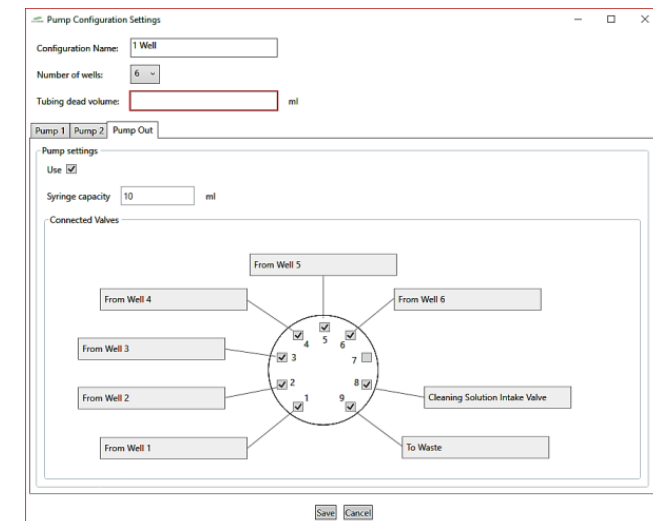 Pump Configuration Settings
Configuration Name: 1 Well
Number of wells: 6
Tubing dead volume: ml
Pump 1 Pump 2 Pump Out
Pump settings
Use
Syringe capacity 10 ml
Connected Valves
From Well 5
From Well 4 From Well 6
4 5 6
From Well 3 3 7
From Well 2 2 8 Cleaning Solution Intake Valve
1 9
From Well 1 To Waste
Save Cancel